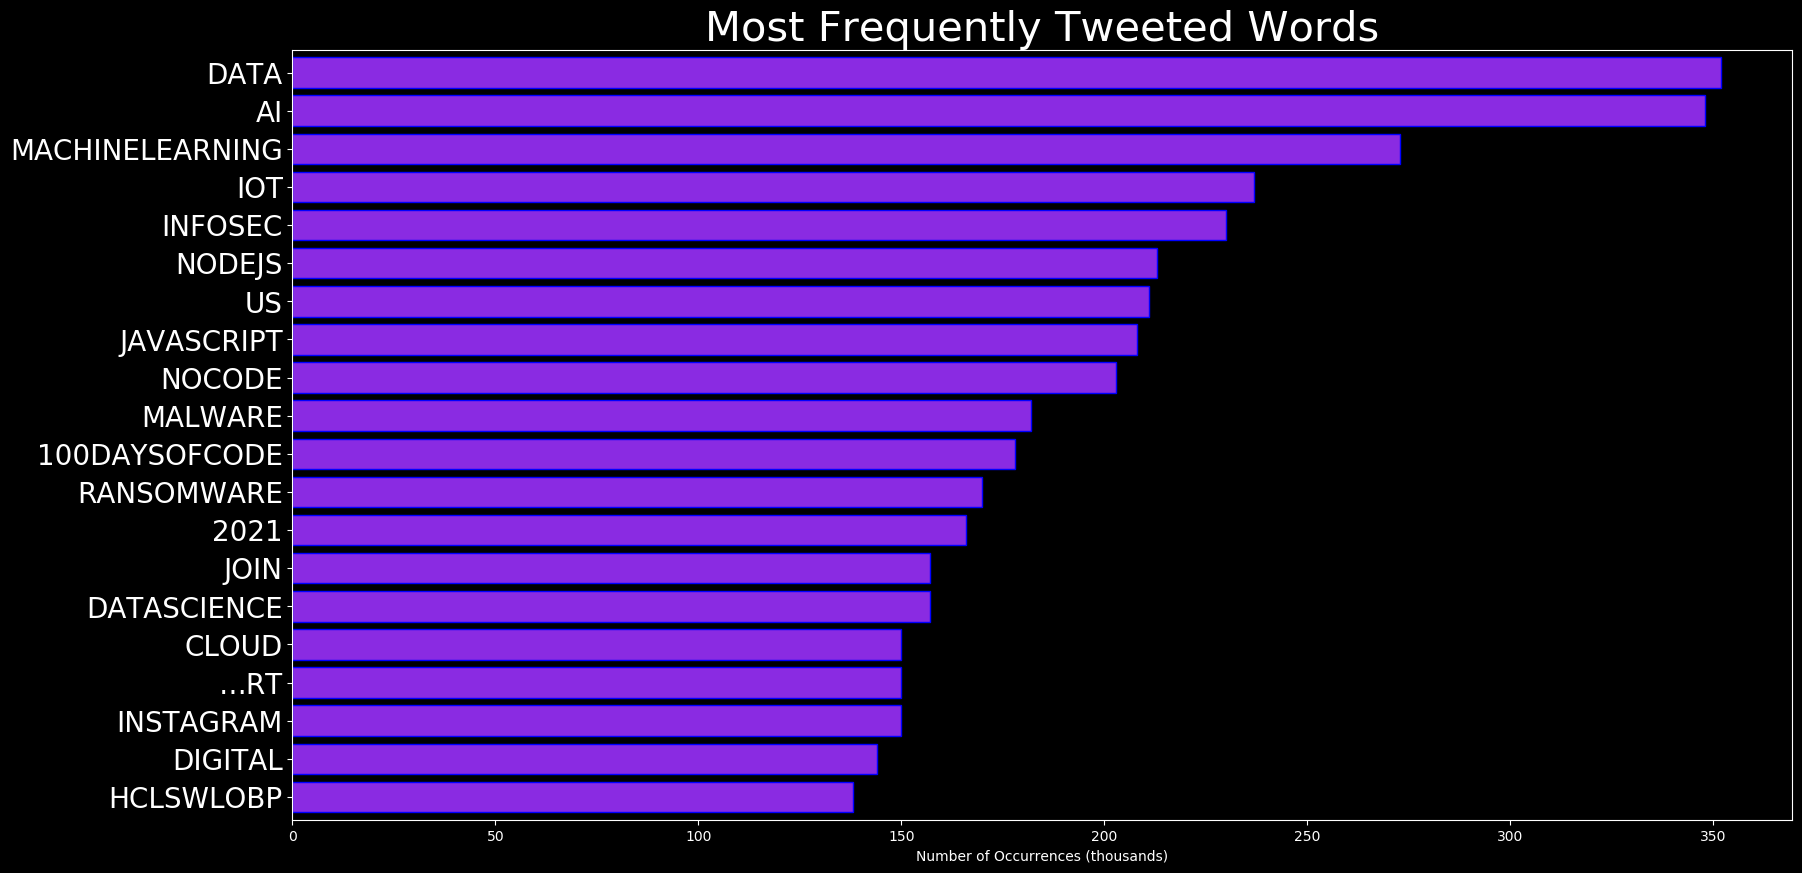 Most Frequently Tweeted Words
DATA
AI
MACHINELEARNING
IOT
INFOSEC
NODEJS
US
JAVASCRIPT
NOCODE
MALWARE
100DAYSOFCODE
RANSOMWARE
2021
JOIN
DATASCIENCE
CLOUD
…RT
INSTAGRAM
DIGITAL
HCLSWLOBP
0 50 100 150 200 250 300 350
Number of Occurrences (thousands)